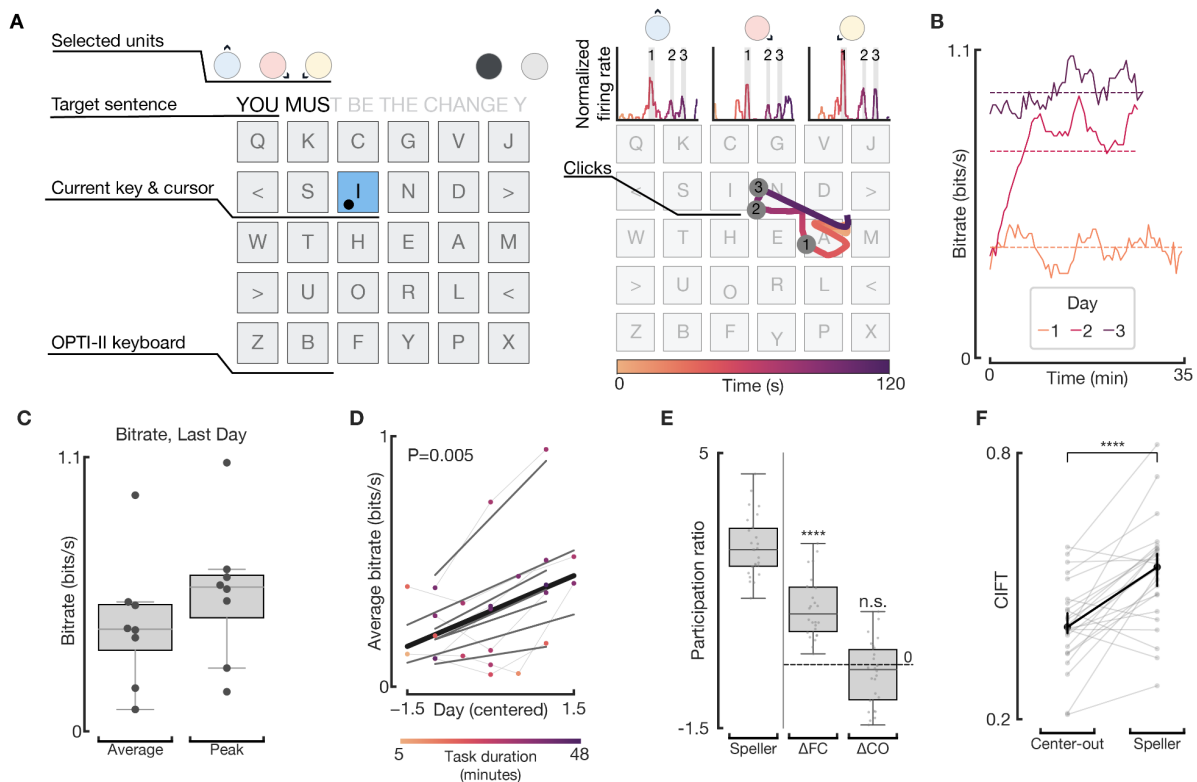 A
Selected units
Target sentence
YOU MUST BE THE CHANGE Y
Q K C G V J
Current key & cursor
< S I N D >
W T H E A M
> U O R L <
OPTI-II keyboard
Z B F Y P X
Normalized
firing rate
1 2 3
1 2 3
1 2 3
Q K C G V J
Clicks
< S I N D >
3
2
1
W T H E A M
> U O R L <
Z B F Y P X
0 120
Time (s)
B
1.1
Bitrate (bits/s)
0
Day
1 2 3
0 35
Time (min)
C
Bitrate, Last Day
1.1
Bitrate (bits/s)
0
Average Peak
D
1
P=0.005
Average bitrate (bits/s)
0
−1.5 Day (centered) 1.5
5 48
Task duration
(minutes)
E
5
Participation ratio
-1.5
****
n.s.
0
Speller ΔFC ΔCO
F
0.8
****
CIFT
0.2
Center-out Speller